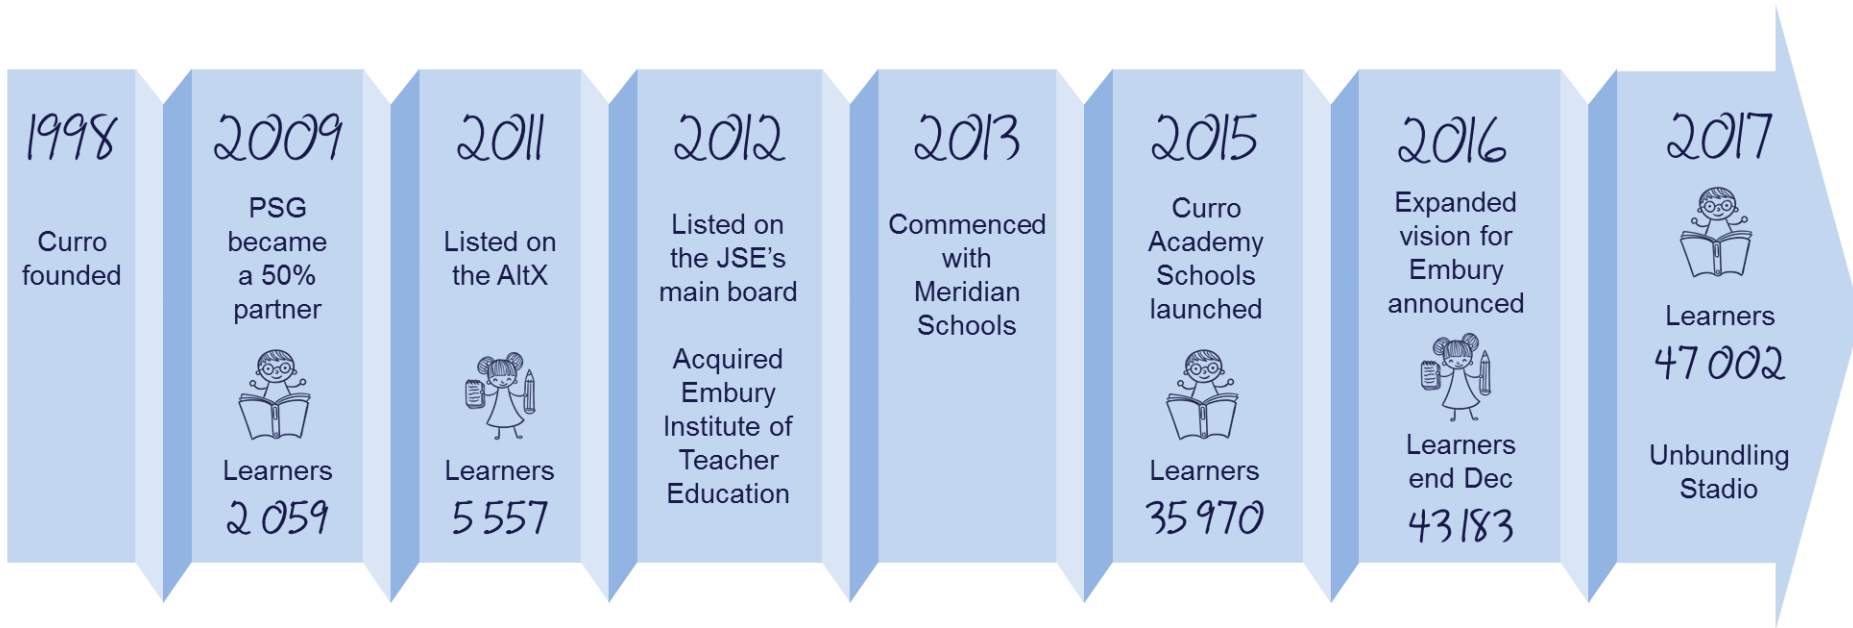 1998
Curro
founded
2009
PSG
became
a 50%
partner
Learners
2 059
2011
Listed on
the AltX
Learners
5 557
2012
Listed on
the JSE's
main board
Acquired
Embury
Institute of
Teacher
Education
2013
Commenced
with
Meridian
Schools
2015
Curro
Academy
Schools
launched
Learners
35 970
2016
Expanded
vision for
Embury
announced
Learners
end Dec
43 183
2017
Learners
47 002
Unbundling
Stadio